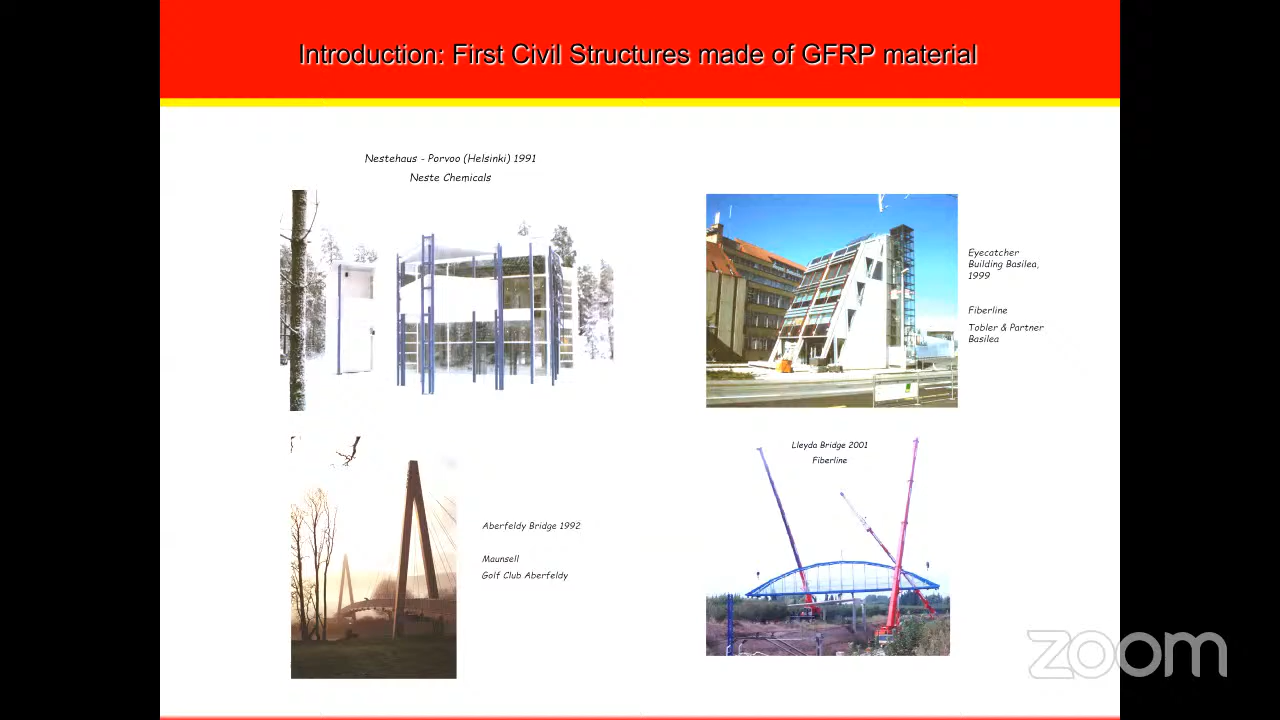 Introduction: First Civil Structures made of GFRP material
Nestehaus - Porvoo (Helsinki) 1991
Neste Chemicals
Eyecatcher
Building Basilea,
1999
Fiberline
Tobler & Partner
Basilea
Aberfeldy Bridge 1992
Maunsell
Golf Club Aberfeldy
Lleyda Bridge 2001
Fiberline
zoom